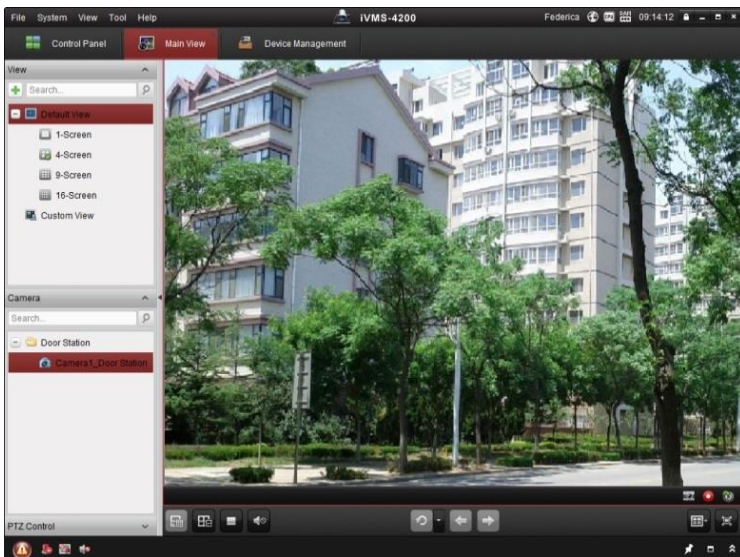 File System View Tool Help
iVMS-4200
Federica 09:14:12
Control Panel Main View Device Management
View
Search...
Default View
1-Screen
4-Screen
9-Screen
16-Screen
Custom View
Camera
Search...
Door Station
Camera1_Door Station
PTZ Control